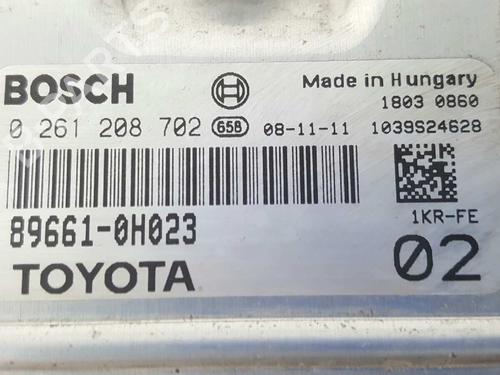 BOSCH
Made in Hungary
1803 0860
0 261 208 702 658 08-11-11 1039S24628
89661-0H023
1KR-FE
TOYOTA
02